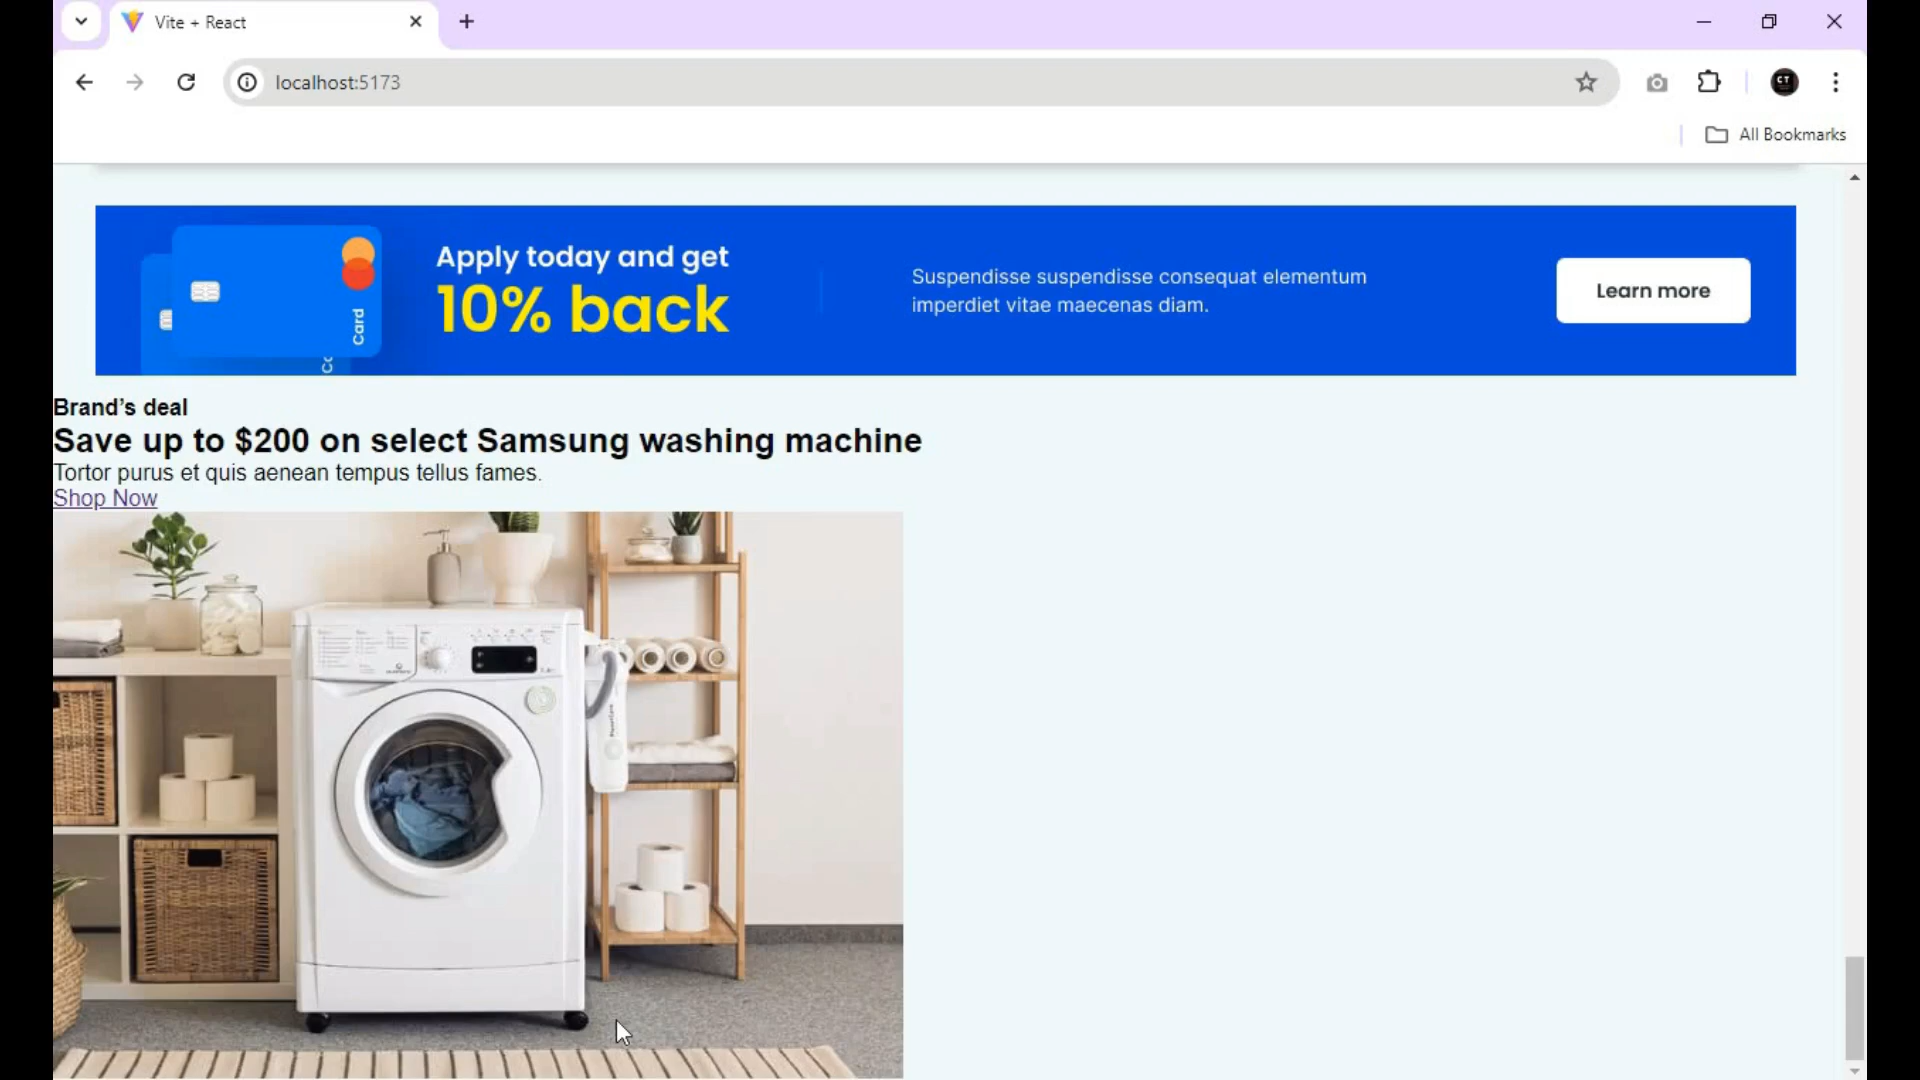 Vite + React
localhost:5173
CT
All Bookmarks
Card
Apply today and get
10% back
Suspendisse suspendisse consequat elementum
imperdiet vitae maecenas diam.
Learn more
Brand’s deal
Save up to $200 on select Samsung washing machine
Tortor purus et quis aenean tempus tellus fames.
Shop Now